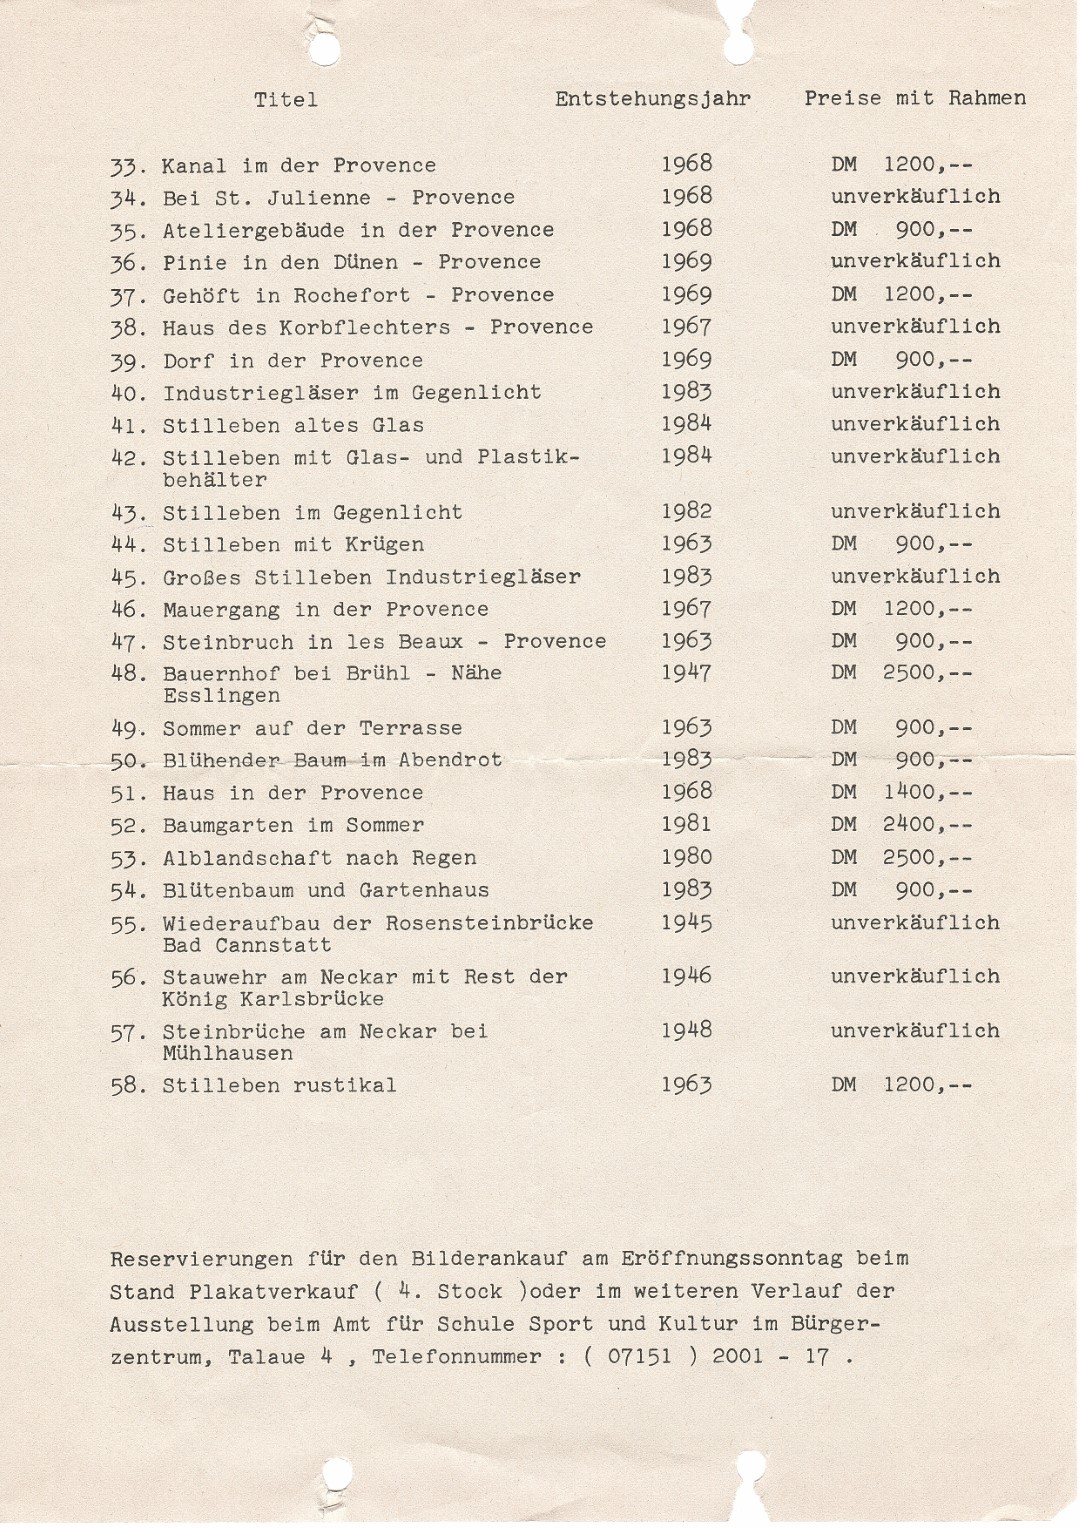 Titel Entstehungsjahr Preise mit Rahmen
33. Kanal im der Provence 1968 DM 1200,--
34. Bei St. Julienne - Provence 1968 unverkäuflich
35. Ateliergebäude in der Provence 1968 DM 900,--
36. Pinie in den Dünen - Provence 1969 unverkäuflich
37. Gehöft in Rochefort - Provence 1969 DM 1200,--
38. Haus des Korbflechters - Provence 1967 unverkäuflich
39. Dorf in der Provence 1969 DM 900,--
40. Industriegläser im Gegenlicht 1983 unverkäuflich
41. Stilleben altes Glas 1984 unverkäuflich
42. Stilleben mit Glas- und Plastik- 1984 unverkäuflich
behälter
43. Stilleben im Gegenlicht 1982 unverkäuflich
44. Stilleben mit Krügen 1963 DM 900,--
45. Großes Stilleben Industriegläser 1983 unverkäuflich
46. Mauergang in der Provence 1967 DM 1200,--
47. Steinbruch in les Beaux - Provence 1963 DM 900,--
48. Bauernhof bei Brühl - Nähe 1947 DM 2500,--
Esslingen
49. Sommer auf der Terrasse 1963 DM 900,--
50. Blühender Baum im Abendrot 1983 DM 900,--
51. Haus in der Provence 1968 DM 1400,--
52. Baumgarten im Sommer 1981 DM 2400,--
53. Alblandschaft nach Regen 1980 DM 2500,--
54. Blütenbaum und Gartenhaus 1983 DM 900,--
55. Wiederaufbau der Rosensteinbrücke 1945 unverkäuflich
Bad Cannstatt
56. Stauwehr am Neckar mit Rest der 1946 unverkäuflich
König Karlsbrücke
57. Steinbrüche am Neckar bei 1948 unverkäuflich
Mühlhausen
58. Stilleben rustikal 1963 DM 1200,--
Reservierungen für den Bilderankauf am Eröffnungssonntag beim
Stand Plakatverkauf ( 4. Stock )oder im weiteren Verlauf der
Ausstellung beim Amt für Schule Sport und Kultur im Bürger-
zentrum, Talaue 4 , Telefonnummer : ( 07151 ) 2001 - 17 .